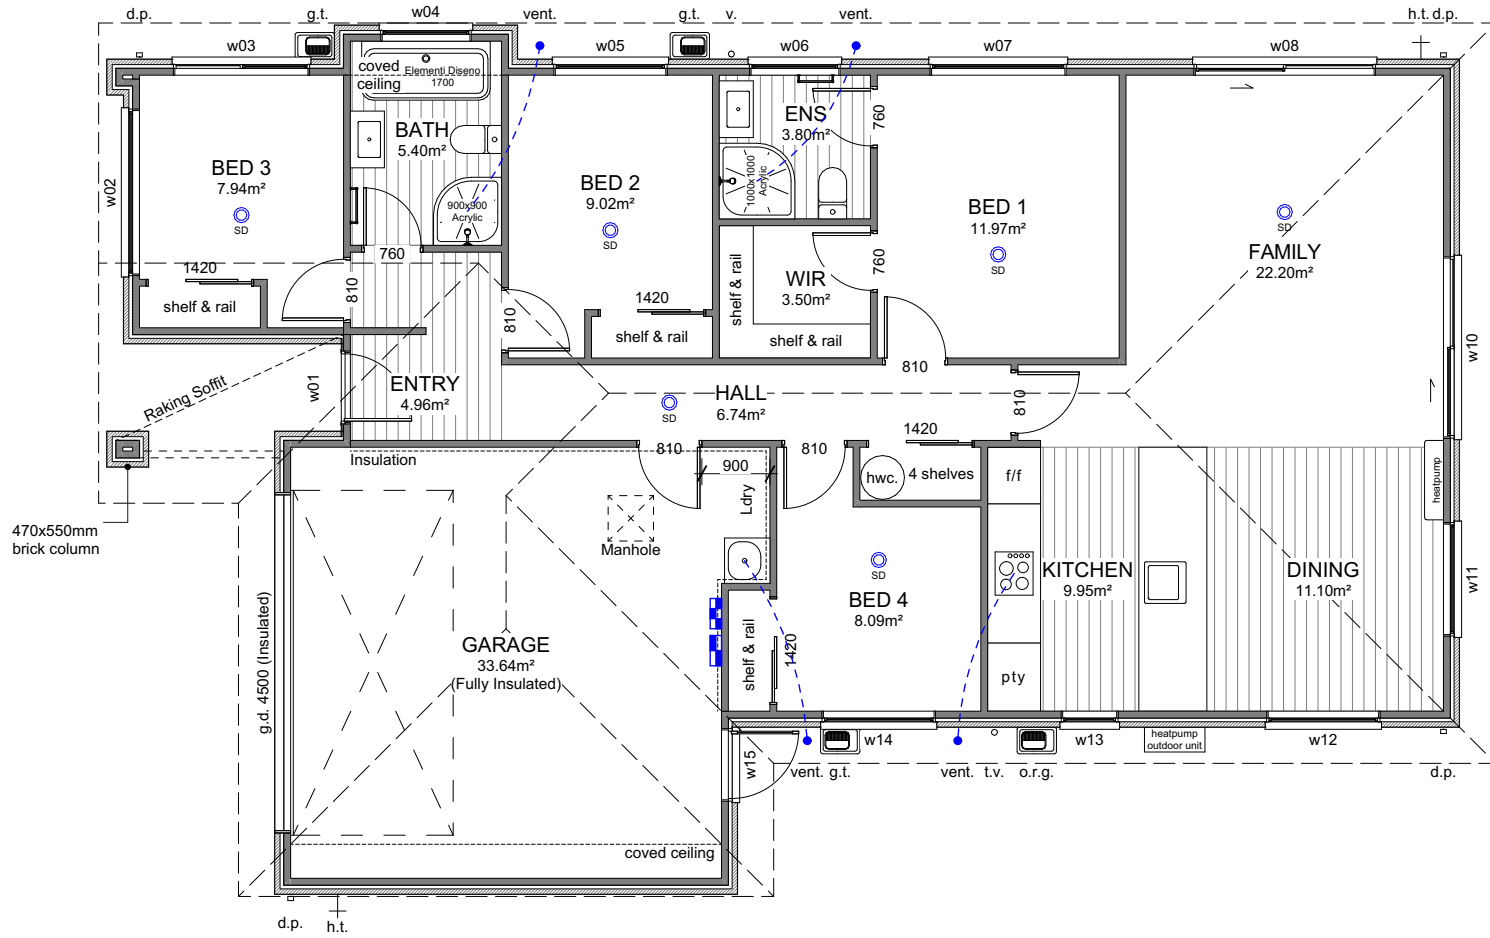 d.p.
g.t.
w04
vent.
g.t.
v.
vent.
h.t. d.p.
w03
w05
w06
w07
w08
coved
ceiling
Elementi Diseno
1700
BATH
5.40m²
ENS
3.80m²
760
BED 3
7.94m²
SD
w02
900x900
Acrylic
BED 2
9.02m²
SD
1000x1000
Acrylic
BED 1
11.97m²
SD
SD
FAMILY
22.20m²
760
760
1420
shelf & rail
810
810
1420
shelf & rail
shelf & rail
WIR
3.50m²
shelf & rail
w10
Raking Soffit
w01
ENTRY
4.96m²
SD
HALL
6.74m²
810
810
810
810
1420
Insulation
900
Ldry
hwc.
4 shelves
f/f
heatpump
470x550mm
brick column
Manhole
SD
BED 4
8.09m²
KITCHEN
9.95m²
DINING
11.10m²
w11
g.d. 4500 (Insulated)
GARAGE
33.64m²
(Fully Insulated)
shelf & rail
1420
pty
w15
w14
w13
heatpump
outdoor unit
w12
vent.
g.t.
vent.
t.v.
o.r.g.
d.p.
coved ceiling
d.p.
h.t.